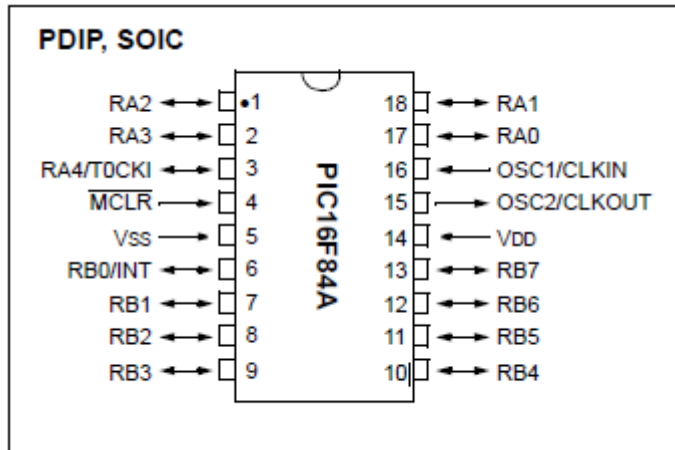 PDIP, SOIC
RA2 1 18 RA1
RA3 2 17 RA0
RA4/T0CKI 3 16 OSC1/CLKIN
MCLR 4 15 OSC2/CLKOUT
VSS 5 14 VDD
RB0/INT 6 13 RB7
RB1 7 12 RB6
RB2 8 11 RB5
RB3 9 10 RB4
PIC16F84A